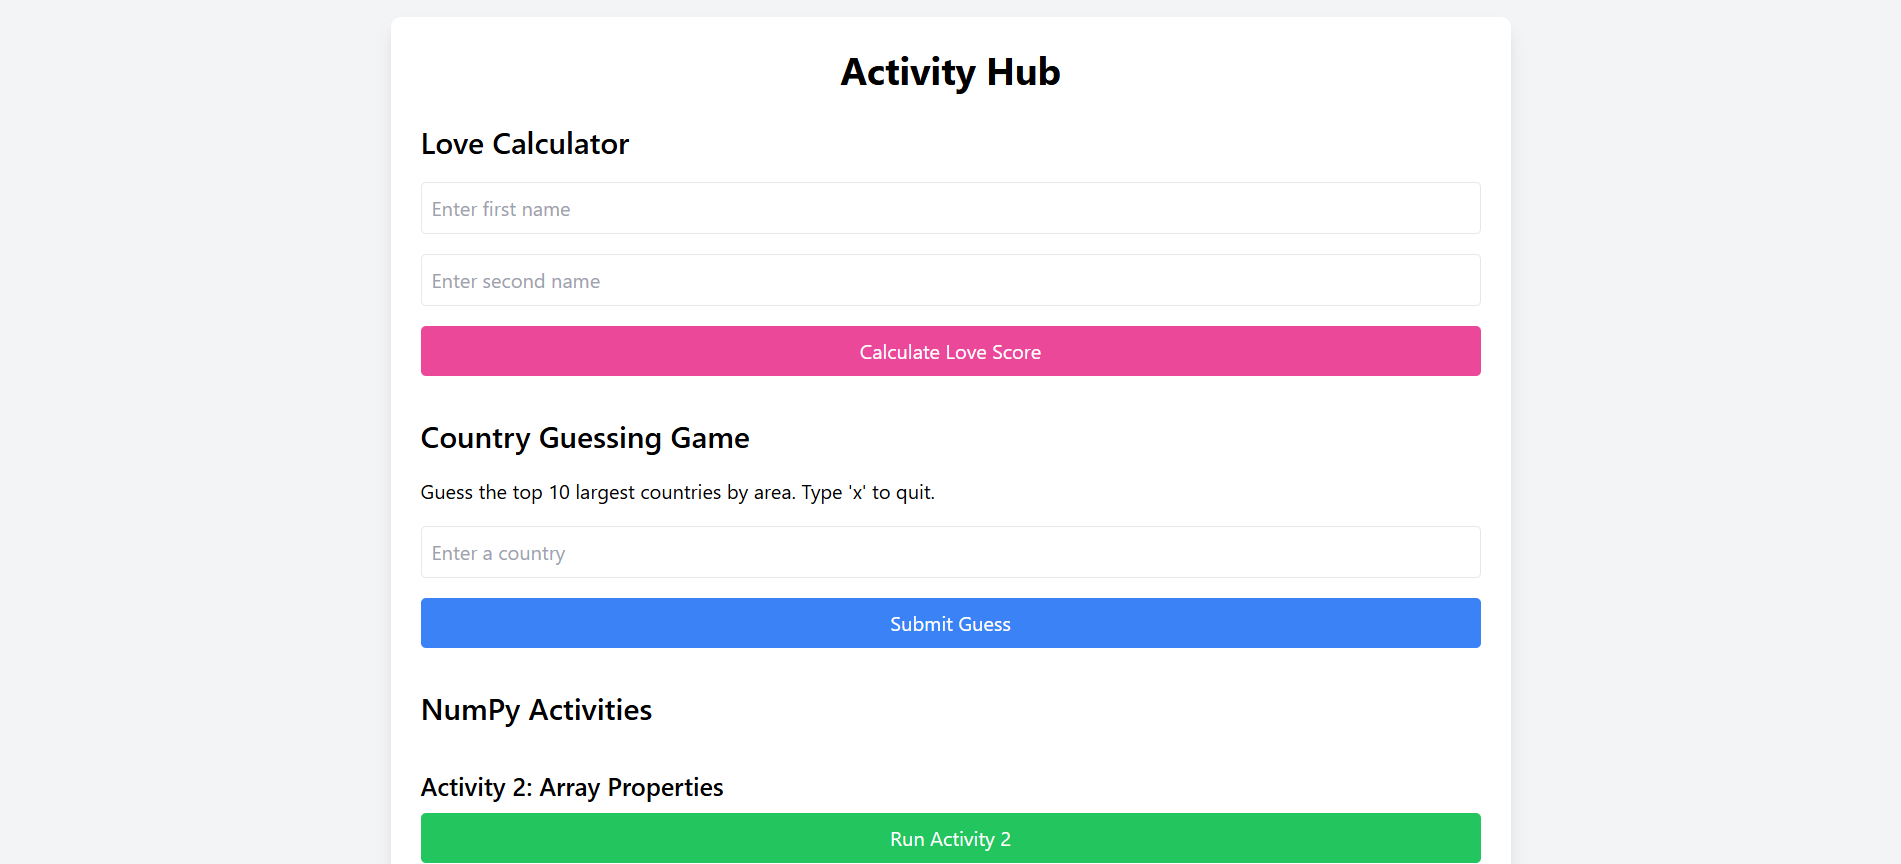 Activity Hub
Love Calculator
Enter first name
Enter second name
Calculate Love Score
Country Guessing Game
Guess the top 10 largest countries by area. Type 'x' to quit.
Enter a country
Submit Guess
NumPy Activities
Activity 2: Array Properties
Run Activity 2